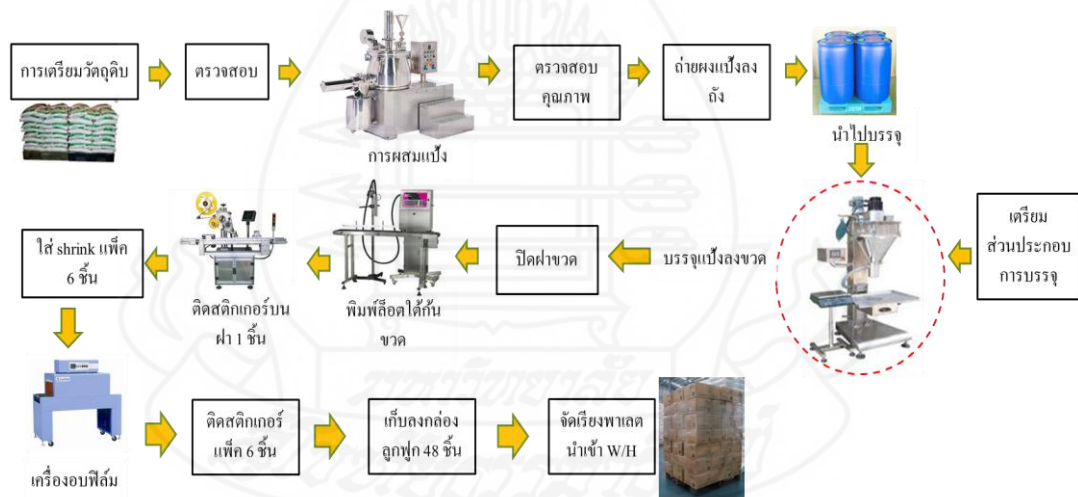 การเตรียมวัตถุดิบ
ตรวจสอบ
การผสมแป้ง
ตรวจสอบ
คุณภาพ
ถ่ายผงแป้งลง
ถัง
นำไปบรรจุ
เตรียม
ส่วนประกอบ
การบรรจุ
บรรจุแป้งลงขวด
ปิดฝาขวด
พิมพ์ล็อตใต้ก้น
ขวด
ติดสติกเกอร์บน
ฝา 1 ชิ้น
ใส่ shrink แพ็ค
6 ชิ้น
เครื่องอบฟิล์ม
ติดสติกเกอร์
แพ็ค 6 ชิ้น
เก็บลงกล่อง
ลูกฟูก 48 ชิ้น
จัดเรียงพาเลต
นำเข้า W/H